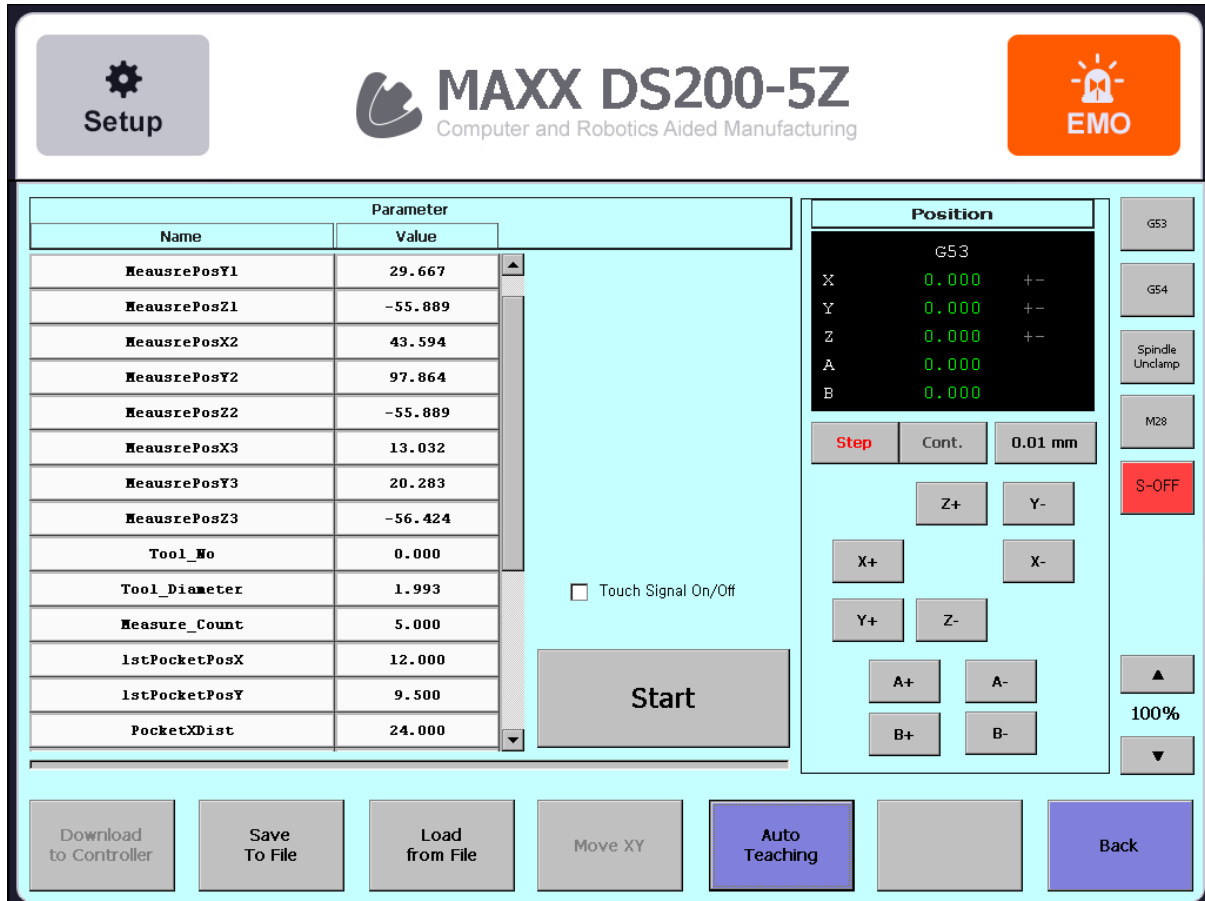 Setup
MAXX DS200-5Z
Computer and Robotics Aided Manufacturing
EMO
Parameter
Name Value
MeausrePosY1 29.667
MeausrePosZ1 -55.889
MeausrePosX2 43.594
MeausrePosY2 97.864
MeausrePosZ2 -55.889
MeausrePosX3 13.032
MeausrePosY3 20.283
MeausrePosZ3 -56.424
Tool_No 0.000
Tool_Diameter 1.993
Measure_Count 5.000
1stPocketPosX 12.000
1stPocketPosY 9.500
PocketXDist 24.000
Touch Signal On/Off
Start
Position
G53
X 0.000 +-
Y 0.000 +-
Z 0.000 +-
A 0.000
B 0.000
Step Cont. 0.01 mm
Z+ Y-
X+ X-
Y+ Z-
A+ A-
B+ B-
G53
G54
Spindle
Unclamp
M28
S-OFF
▲
100%
▼
Download
to Controller
Save
To File
Load
from File
Move XY
Auto
Teaching
Back